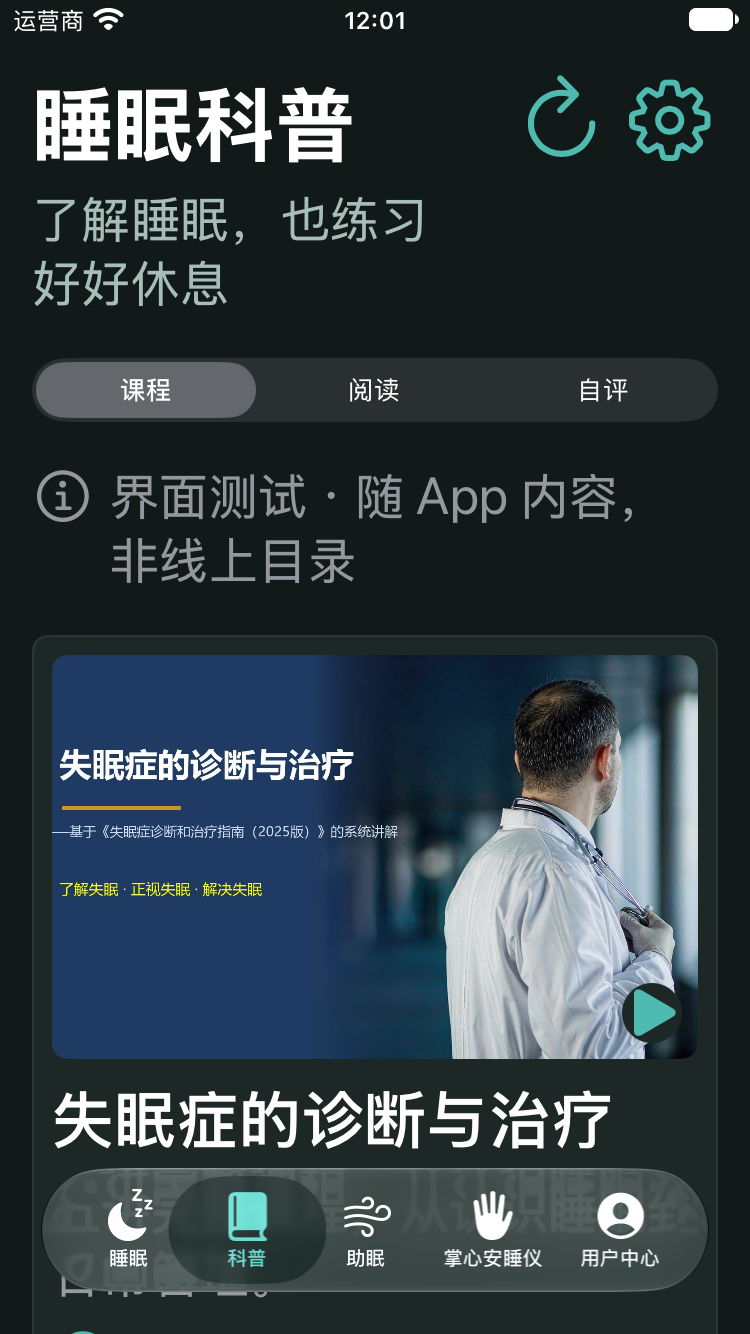 运营商
12:01
睡眠科普
了解睡眠，也练习
好好休息
课程
阅读
自评
界面测试 · 随 App 内容，
非线上目录
失眠症的诊断与治疗
──基于《失眠症诊断和治疗指南（2025版）》的系统讲解
了解失眠 · 正视失眠 · 解决失眠
失眠症的诊断与治疗
睡眠
科普
助眠
掌心安睡仪
用户中心